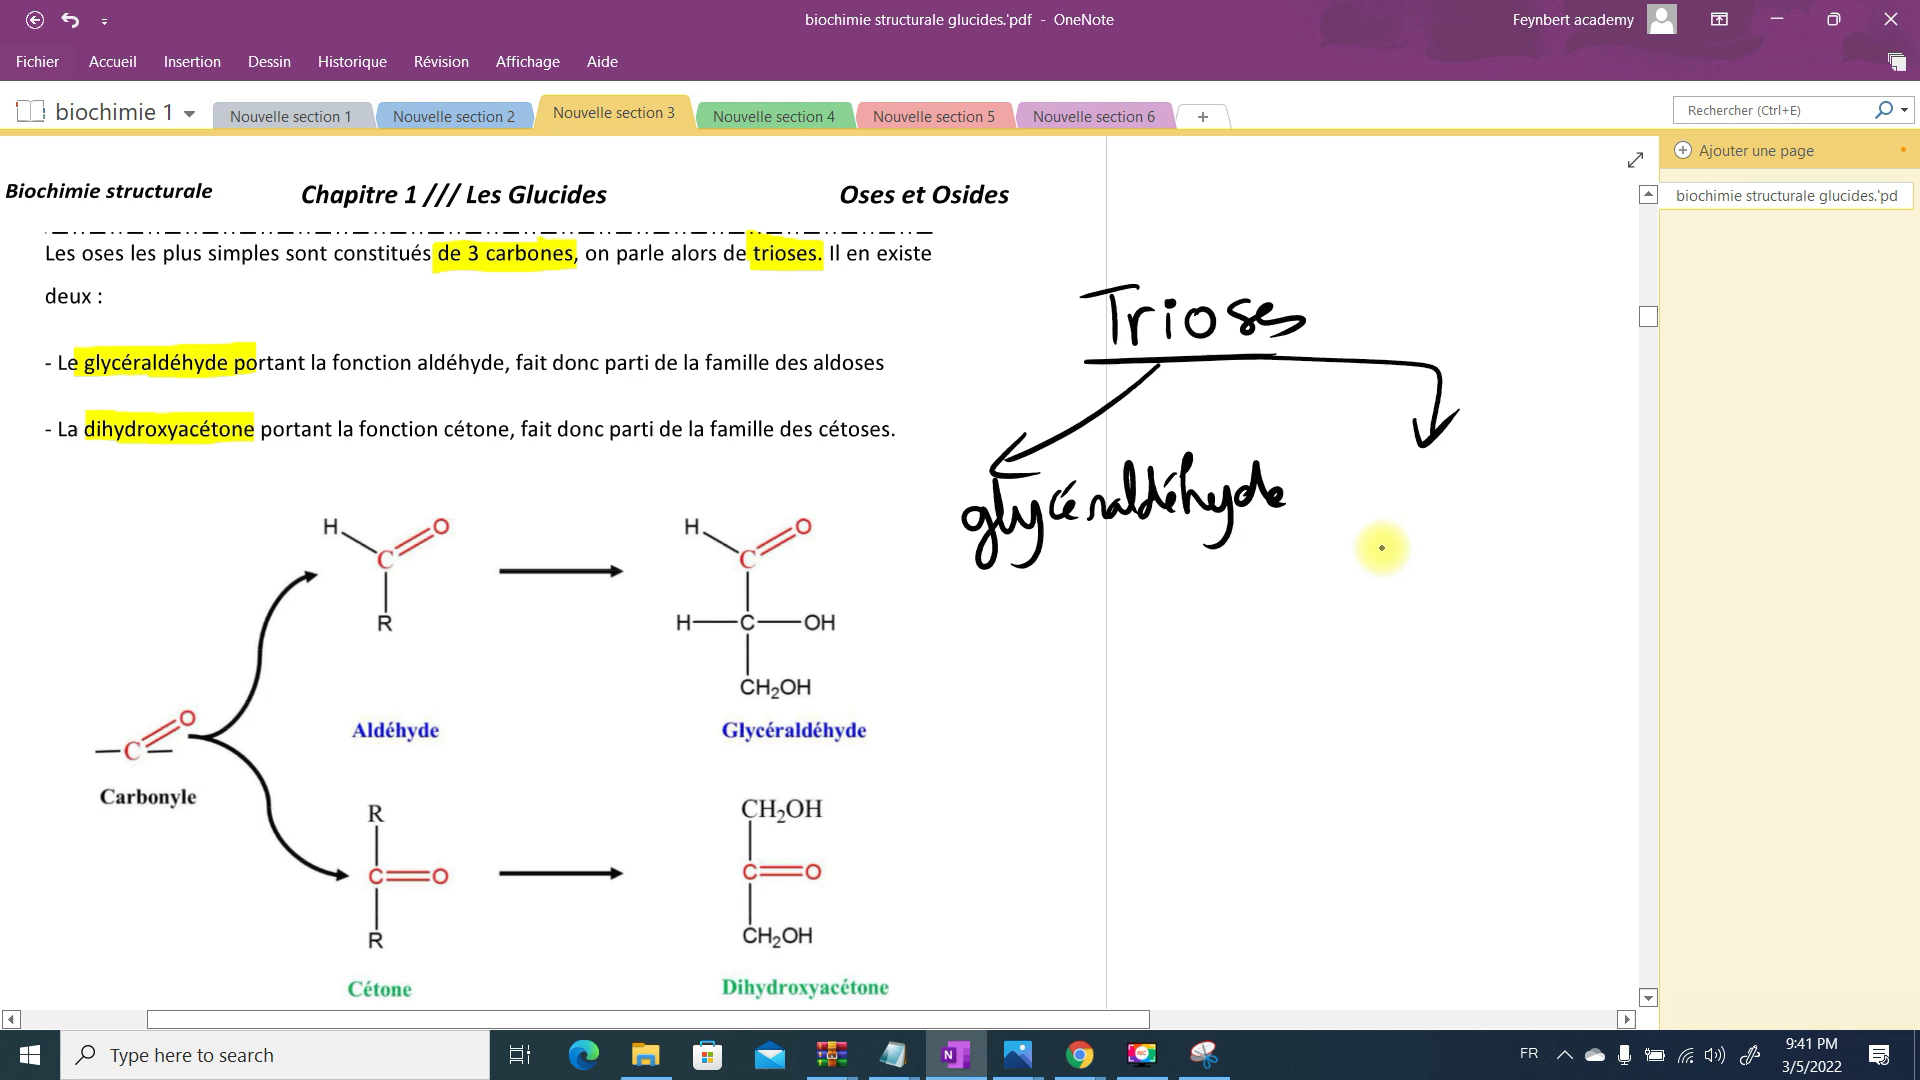 biochimie structurale glucides.'pdf - OneNote
Feynbert academy
Fichier Accueil Insertion Dessin Historique Révision Affichage Aide
biochimie 1
Nouvelle section 1 Nouvelle section 2 Nouvelle section 3 Nouvelle section 4 Nouvelle section 5 Nouvelle section 6 +
Rechercher (Ctrl+E)
Ajouter une page
biochimie structurale glucides.'pd
Biochimie structurale Chapitre 1 /// Les Glucides Oses et Osides
Les oses les plus simples sont constitués de 3 carbones, on parle alors de trioses. Il en existe
deux :
- Le glycéraldéhyde portant la fonction aldéhyde, fait donc parti de la famille des aldoses
- La dihydroxyacétone portant la fonction cétone, fait donc parti de la famille des cétoses.
Trioses
glycéraldéhyde
H O H O
C C
R H C OH
CH2OH
Aldéhyde Glycéraldéhyde
O
C
Carbonyle
R CH2OH
C O C O
R CH2OH
Cétone Dihydroxyacétone
Type here to search
FR
9:41 PM
3/5/2022